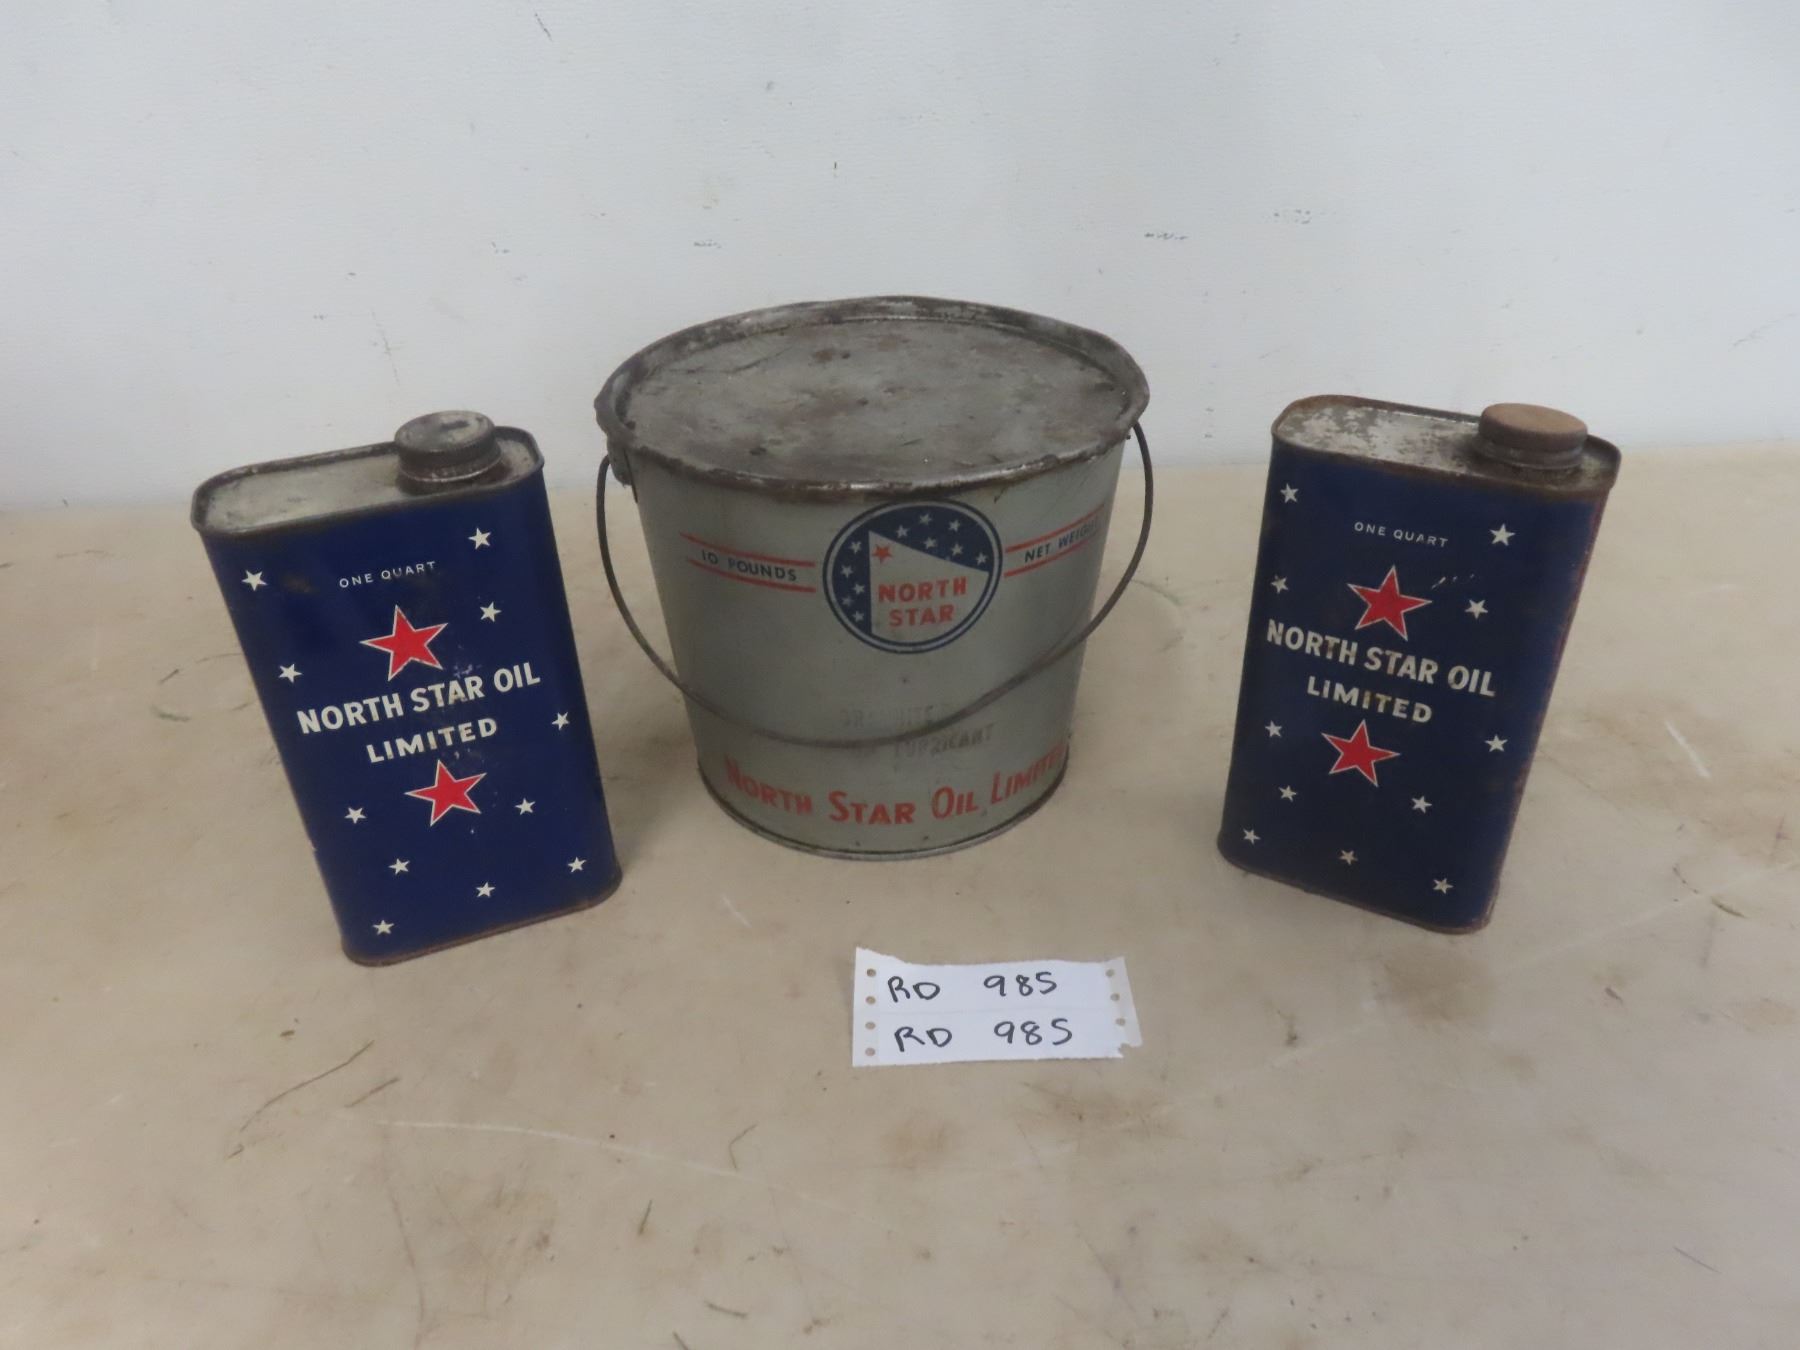 ONE QUART
NORTH STAR OIL
LIMITED
10 POUNDS
NORTH
STAR
NET WEIGHT
LUBRICANT
NORTH STAR OIL LIMITED
ONE QUART
NORTH STAR OIL
LIMITED
RD 985
RD 985